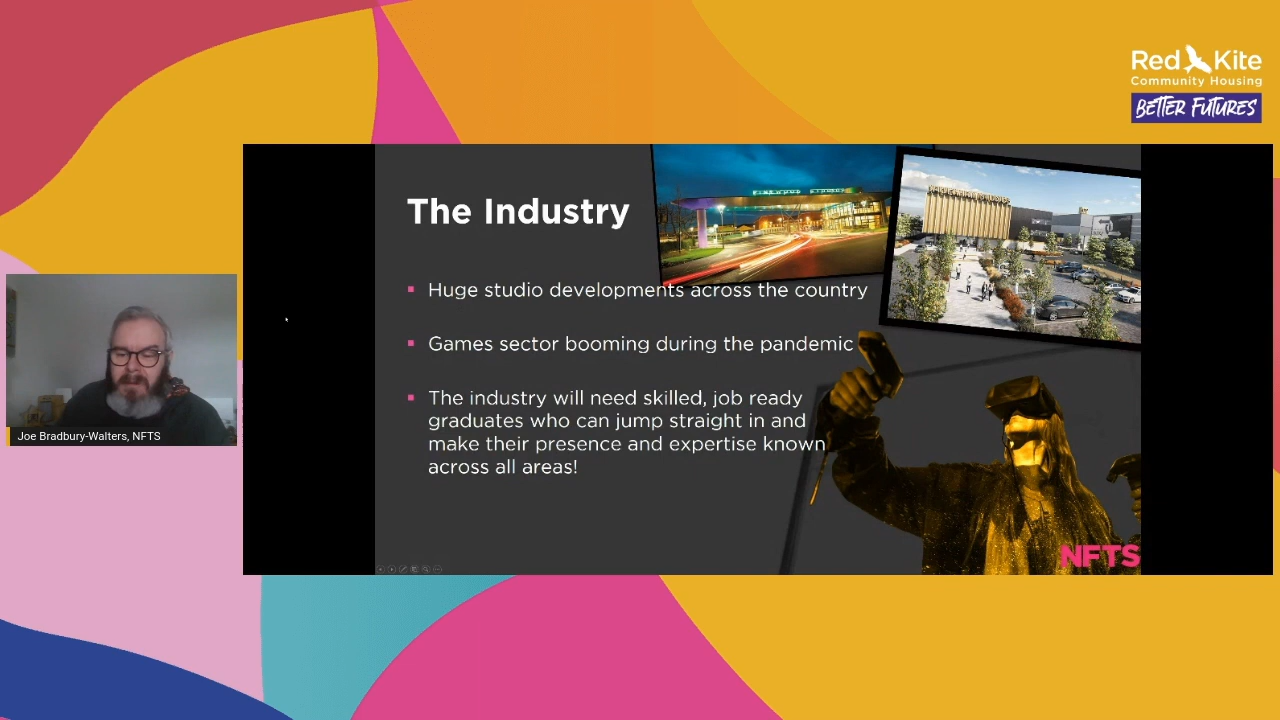 Red Kite
Community Housing
BETTER FUTURES
The Industry
Huge studio developments across the country
Games sector booming during the pandemic
The industry will need skilled, job ready
graduates who can jump straight in and
make their presence and expertise known
across all areas!
Joe Bradbury-Walters, NFTS
NFTS